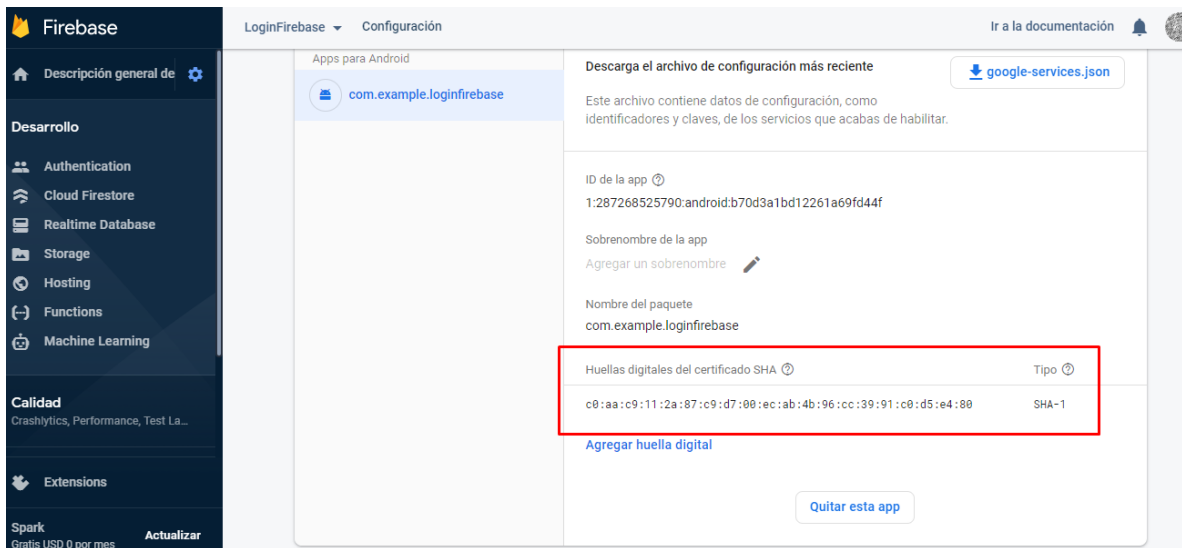 Firebase
Descripción general de
Desarrollo
Authentication
Cloud Firestore
Realtime Database
Storage
Hosting
Functions
Machine Learning
Calidad
Crashlytics, Performance, Test La...
Extensions
Spark
Gratis USD 0 por mes
Actualizar
LoginFirebase
Configuración
Ir a la documentación
Apps para Android
com.example.loginfirebase
Descarga el archivo de configuración más reciente
google-services.json
Este archivo contiene datos de configuración, como
identificadores y claves, de los servicios que acabas de habilitar.
ID de la app
1:287268525790:android:b70d3a1bd12261a69fd44f
Sobrenombre de la app
Agregar un sobrenombre
Nombre del paquete
com.example.loginfirebase
Huellas digitales del certificado SHA
Tipo
c0:aa:c9:11:2a:87:c9:d7:00:ec:ab:4b:96:cc:39:91:c0:d5:e4:80
SHA-1
Agregar huella digital
Quitar esta app